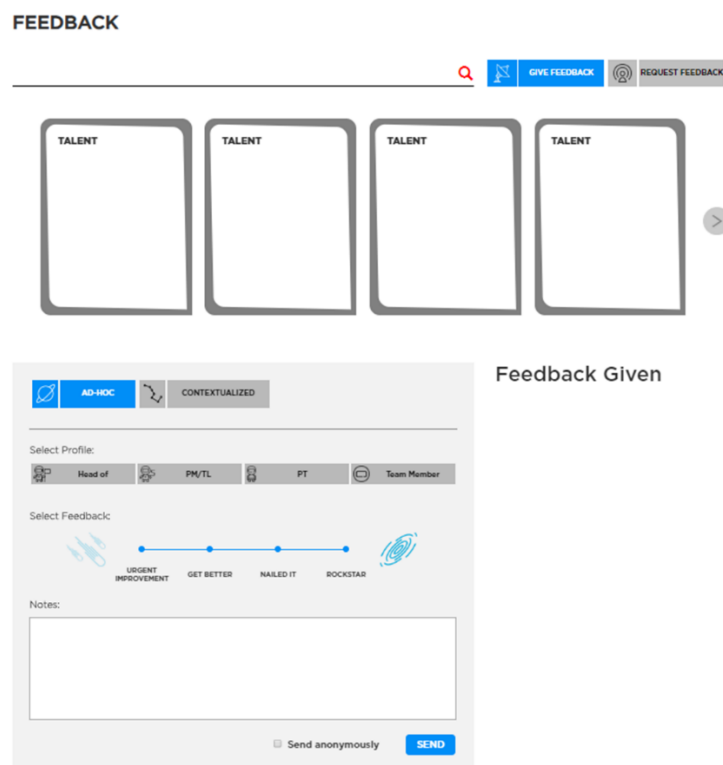 FEEDBACK
GIVE FEEDBACK
REQUEST FEEDBACK
TALENT TALENT TALENT TALENT
AD-HOC CONTEXTUALIZED
Feedback Given
Select Profile:
Head of PM/TL PT Team Member
Select Feedback:
URGENT IMPROVEMENT
GET BETTER
NAILED IT
ROCKSTAR
Notes:
Send anonymously SEND